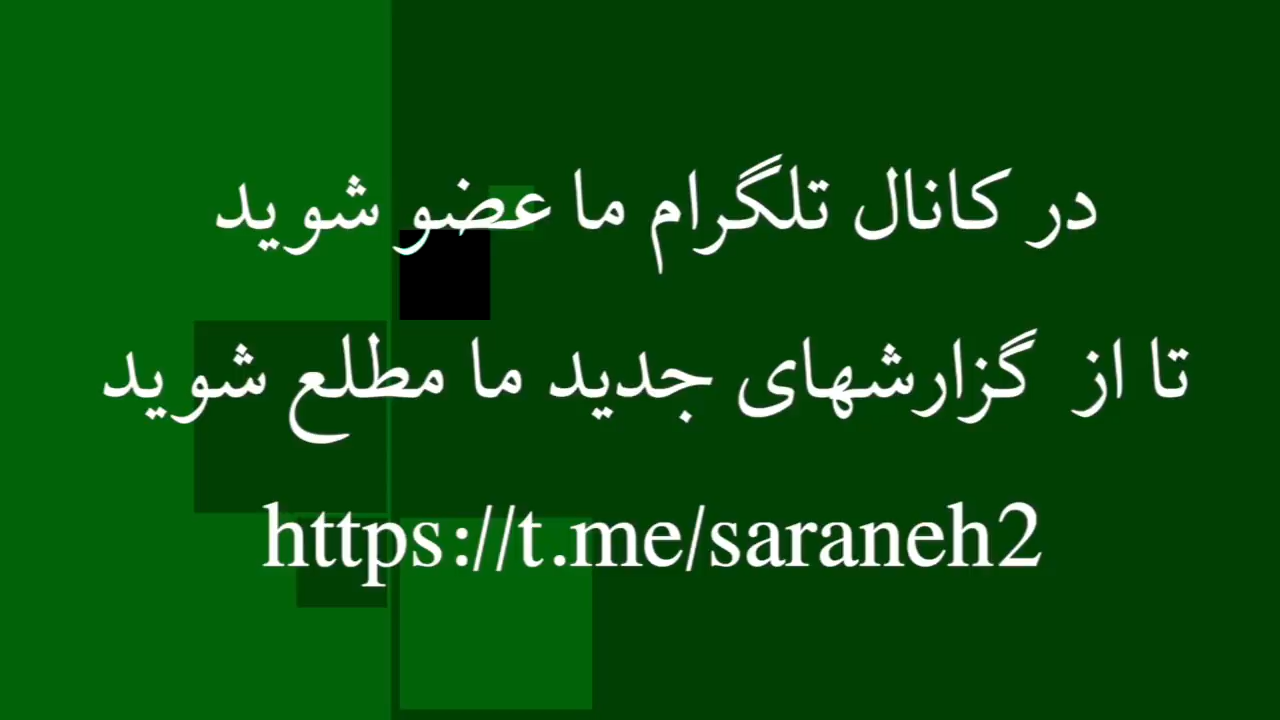 در کانال تلگرام ما عضو شوید
تا از گزارشهای جدید ما مطلع شوید
https://t.me/saraneh2